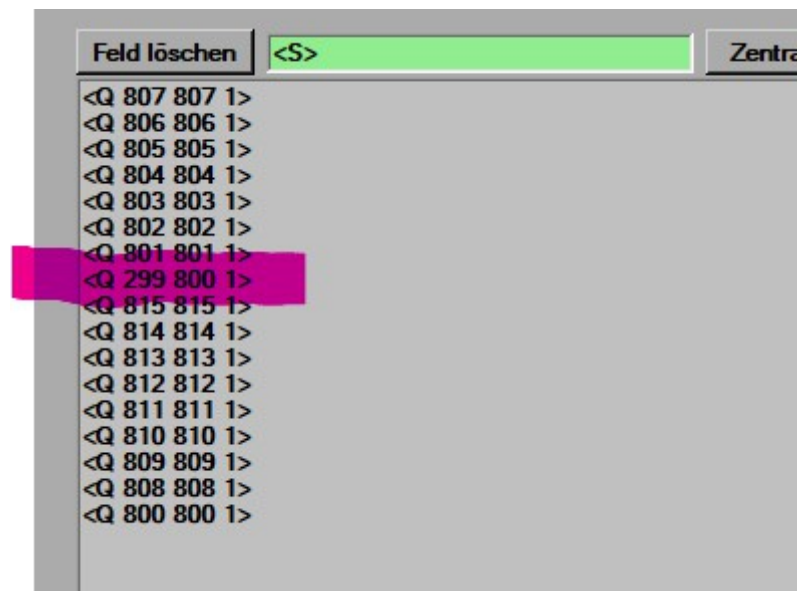 Feld löschen <S> Zentra
<Q 807 807 1>
<Q 806 806 1>
<Q 805 805 1>
<Q 804 804 1>
<Q 803 803 1>
<Q 802 802 1>
<Q 801 801 1>
<Q 299 800 1>
<Q 815 815 1>
<Q 814 814 1>
<Q 813 813 1>
<Q 812 812 1>
<Q 811 811 1>
<Q 810 810 1>
<Q 809 809 1>
<Q 808 808 1>
<Q 800 800 1>